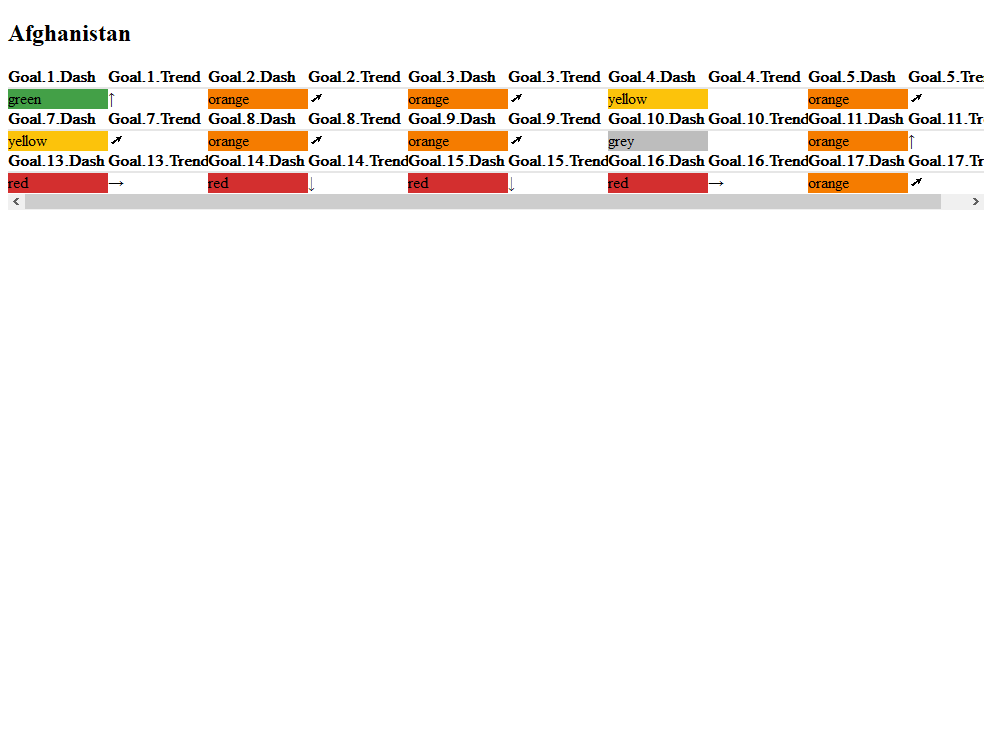 Afghanistan
Goal.1.Dash Goal.1.Trend Goal.2.Dash Goal.2.Trend Goal.3.Dash Goal.3.Trend Goal.4.Dash Goal.4.Trend Goal.5.Dash Goal.5.Tre
green ↑ orange ↗ orange ↗ yellow orange ↗
Goal.7.Dash Goal.7.Trend Goal.8.Dash Goal.8.Trend Goal.9.Dash Goal.9.Trend Goal.10.Dash Goal.10.Trend Goal.11.Dash Goal.11.Tr
yellow ↗ orange ↗ orange ↗ grey orange ↑
Goal.13.Dash Goal.13.Trend Goal.14.Dash Goal.14.Trend Goal.15.Dash Goal.15.Trend Goal.16.Dash Goal.16.Trend Goal.17.Dash Goal.17.T
red → red ↓ red ↓ red → orange ↗